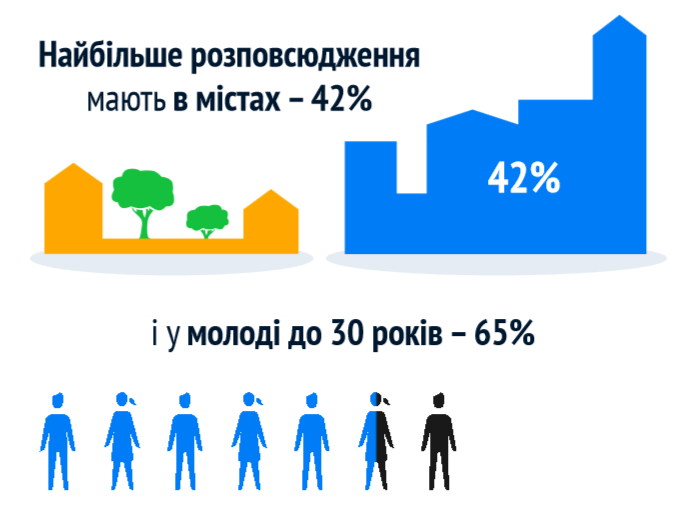 Найбільше розповсюдження
мають в містах – 42%
42%
і у молоді до 30 років – 65%